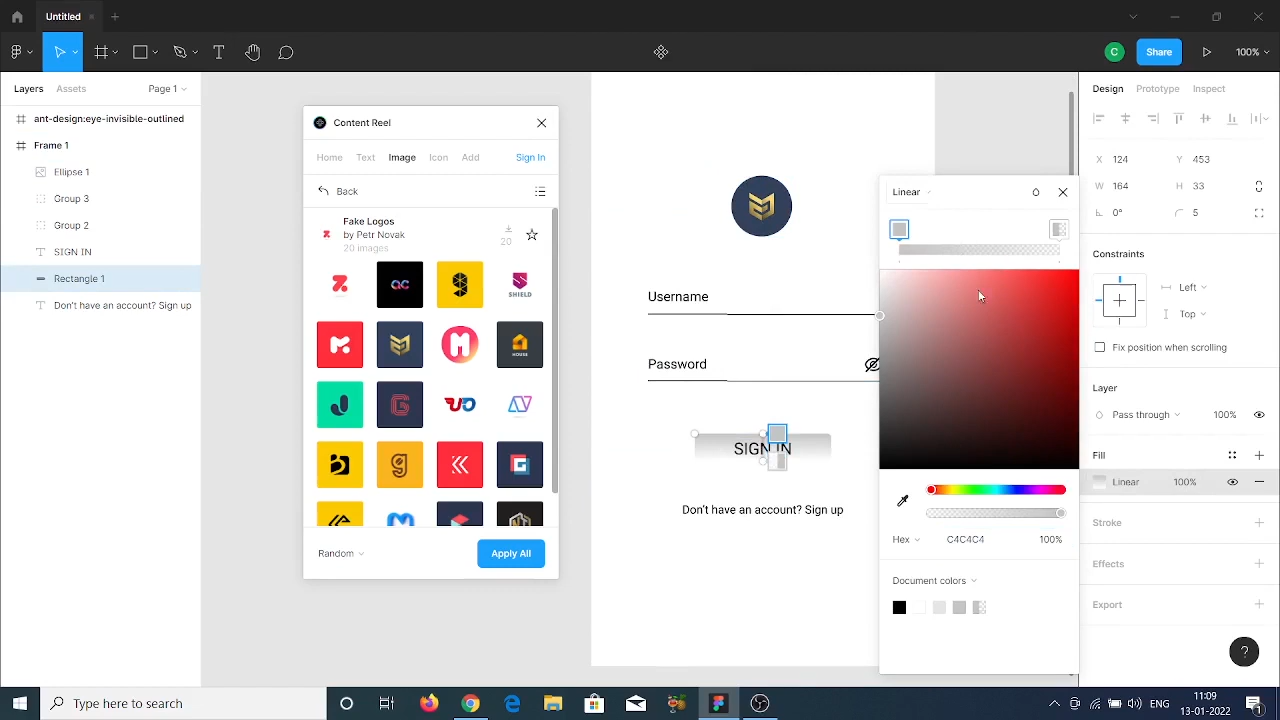 Untitled
C
Share
100%
Layers
Assets
Page 1
ant-design:eye-invisible-outlined
Frame 1
Ellipse 1
Group 3
Group 2
SIGN IN
Rectangle 1
Don't have an account? Sign up
Content Reel
Home
Text
Image
Icon
Add
Sign In
Back
Fake Logos
by Petr Novak
20 images
20
SHIELD
HOUSE
Random
Apply All
Username
Password
SIGN IN
Don't have an account? Sign up
Linear
Hex
C4C4C4
100%
Document colors
Design
Prototype
Inspect
X
124
Y
453
W
164
H
33
0°
5
Constraints
Left
Top
Fix position when scrolling
Layer
Pass through
100%
Fill
Linear
100%
Stroke
Effects
Export
?
Type here to search
11:09
13-01-2022